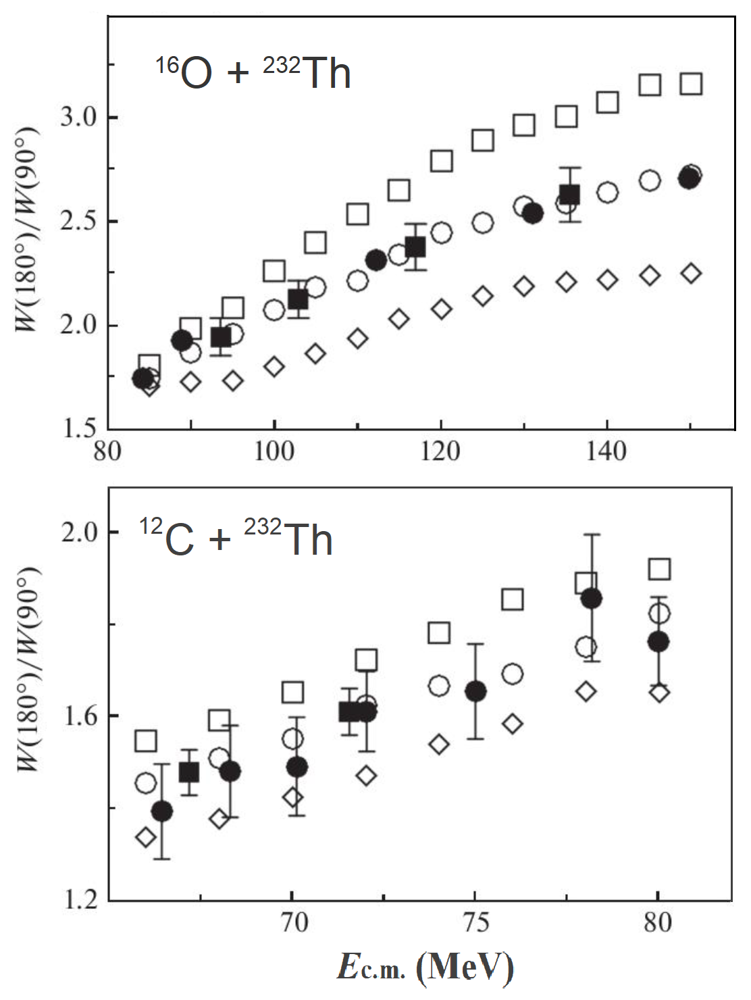 ¹⁶O + ²³²Th
W(180°)/W(90°)
3.0
2.5
2.0
1.5
80 100 120 140
¹²C + ²³²Th
W(180°)/W(90°)
2.0
1.6
1.2
70 75 80
Ec.m. (MeV)